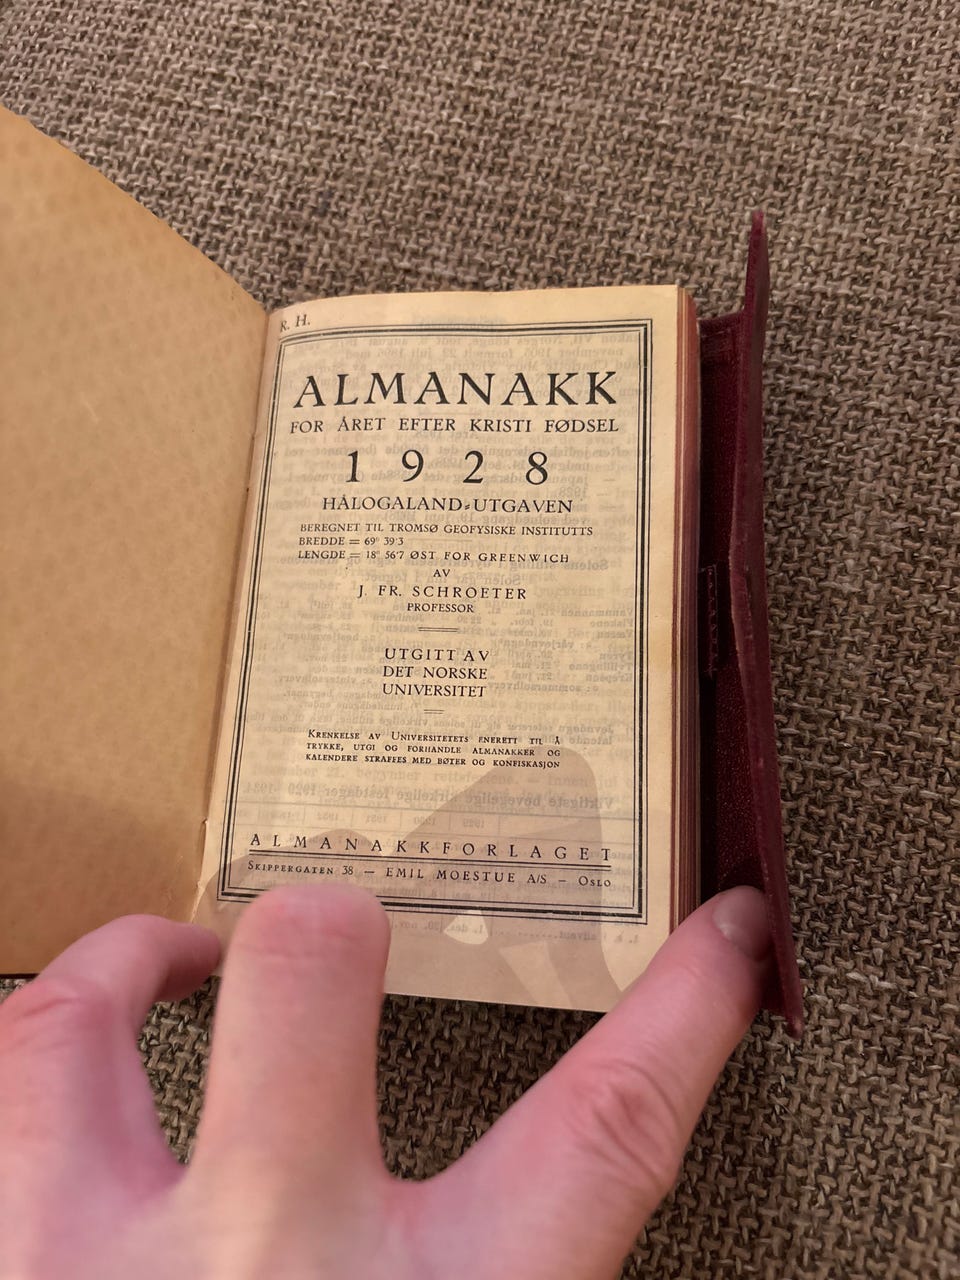 R. H.
ALMANAKK
FOR ÅRET EFTER KRISTI FØDSEL
1928
HÅLOGALAND-UTGAVEN
BEREGNET TIL TROMSØ GEOFYSISKE INSTITUTTS
BREDDE = 69° 39'3
LENGDE = 18° 56'7 ØST FOR GREENWICH
AV
J. FR. SCHROETER
PROFESSOR
UTGITT AV
DET NORSKE
UNIVERSITET
KRENKELSE AV UNIVERSITETETS ENERETT TIL Å
TRYKKE, UTGI OG FORHANDLE ALMANAKKER OG
KALENDERE STRAFFES MED BØTER OG KONFISKASJON
ALMANAKKFORLAGET
SKIPPERGATEN 38 — EMIL MOESTUE A/S — OSLO